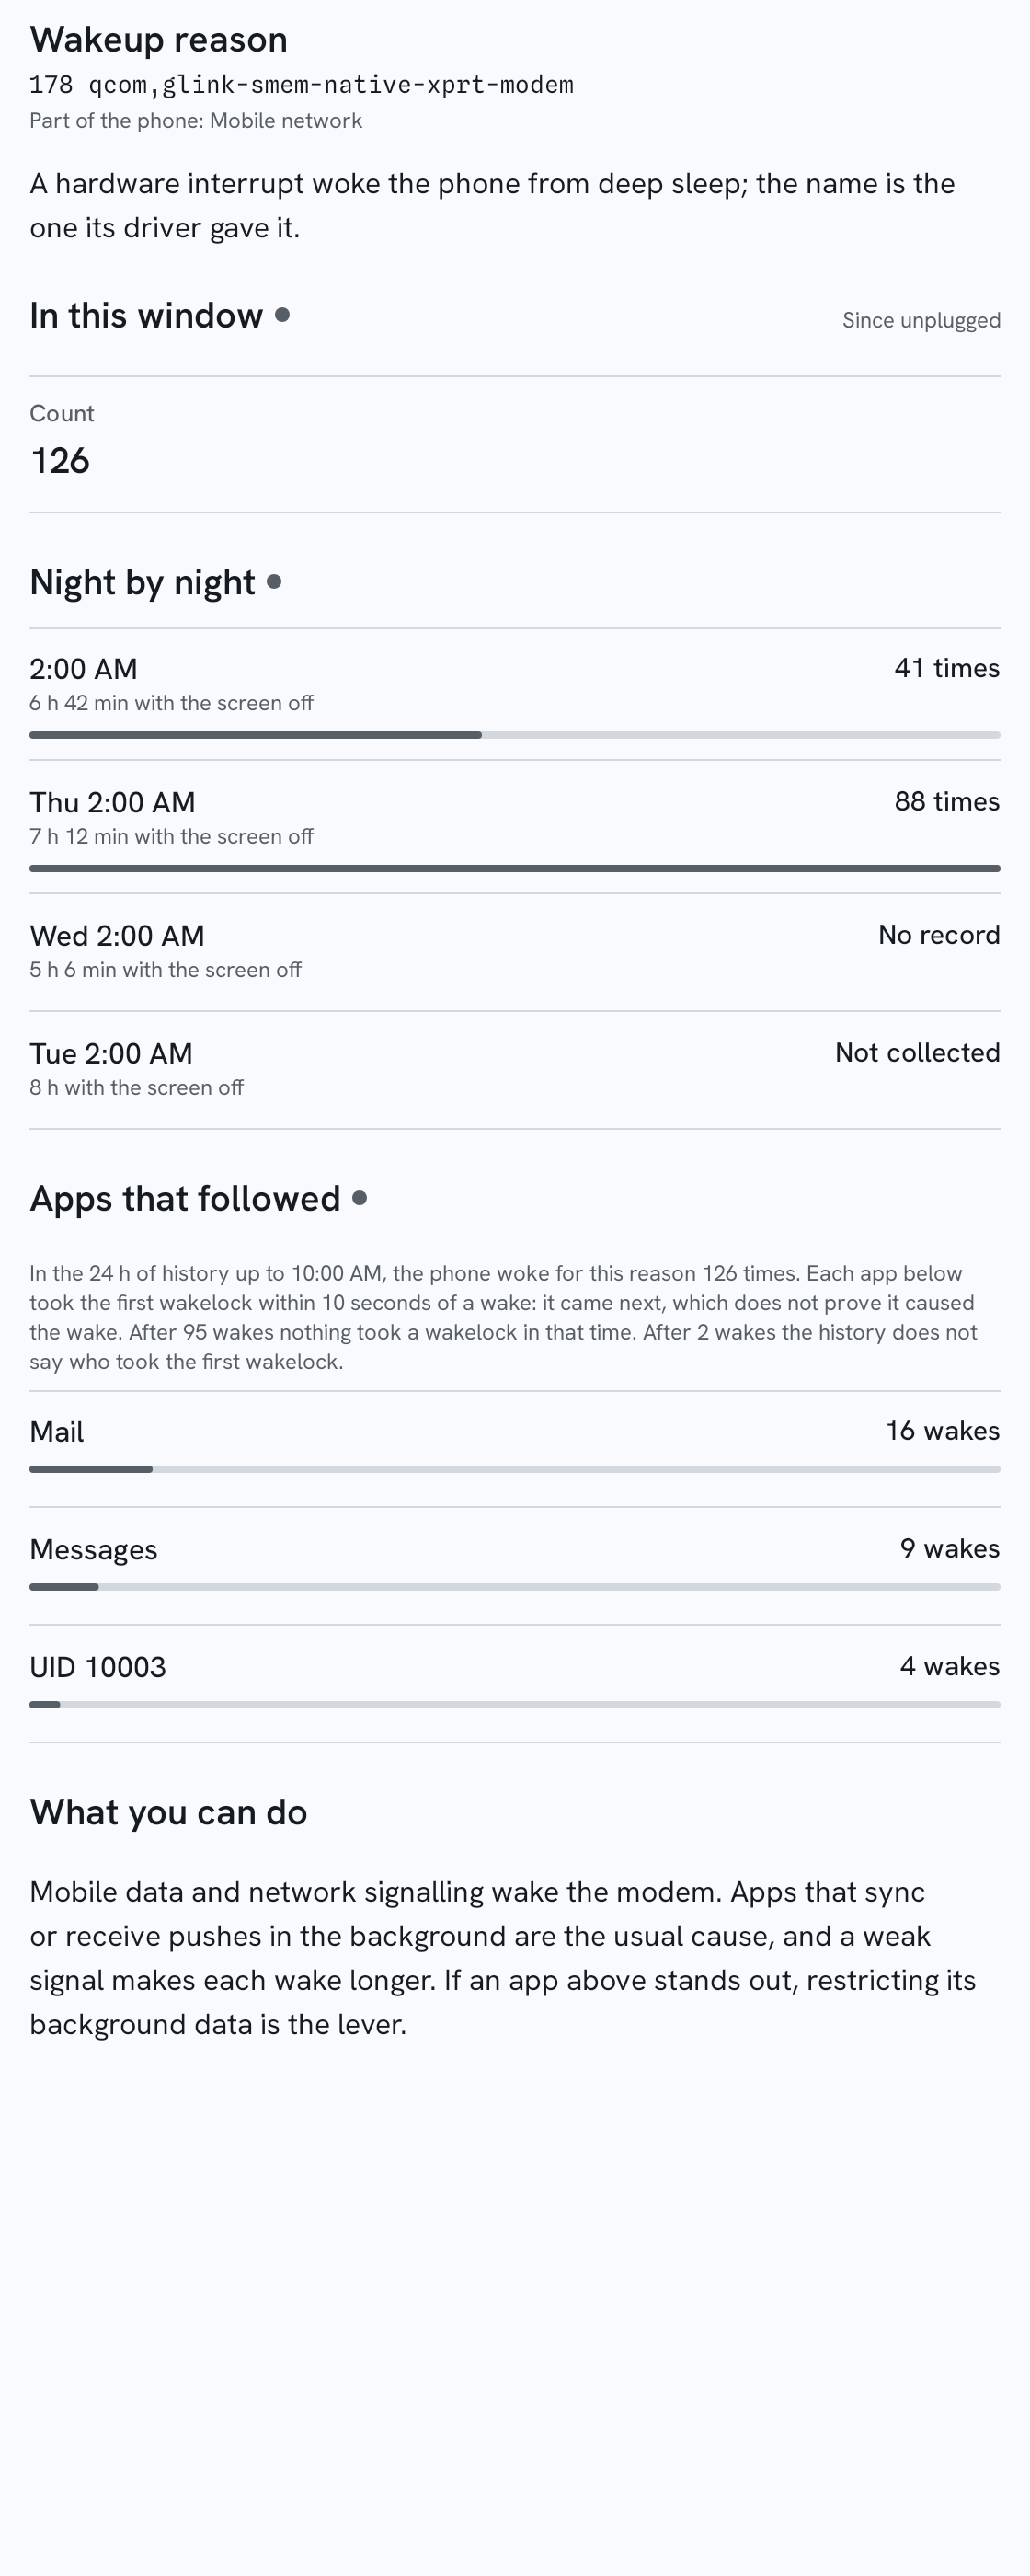 Wakeup reason
178 qcom,glink-smem-native-xprt-modem
Part of the phone: Mobile network
A hardware interrupt woke the phone from deep sleep; the name is the
one its driver gave it.
In this window
Since unplugged
Count
126
Night by night
2:00 AM
41 times
6 h 42 min with the screen off
Thu 2:00 AM
88 times
7 h 12 min with the screen off
Wed 2:00 AM
No record
5 h 6 min with the screen off
Tue 2:00 AM
Not collected
8 h with the screen off
Apps that followed
In the 24 h of history up to 10:00 AM, the phone woke for this reason 126 times. Each app below
took the first wakelock within 10 seconds of a wake: it came next, which does not prove it caused
the wake. After 95 wakes nothing took a wakelock in that time. After 2 wakes the history does not
say who took the first wakelock.
Mail
16 wakes
Messages
9 wakes
UID 10003
4 wakes
What you can do
Mobile data and network signalling wake the modem. Apps that sync
or receive pushes in the background are the usual cause, and a weak
signal makes each wake longer. If an app above stands out, restricting its
background data is the lever.